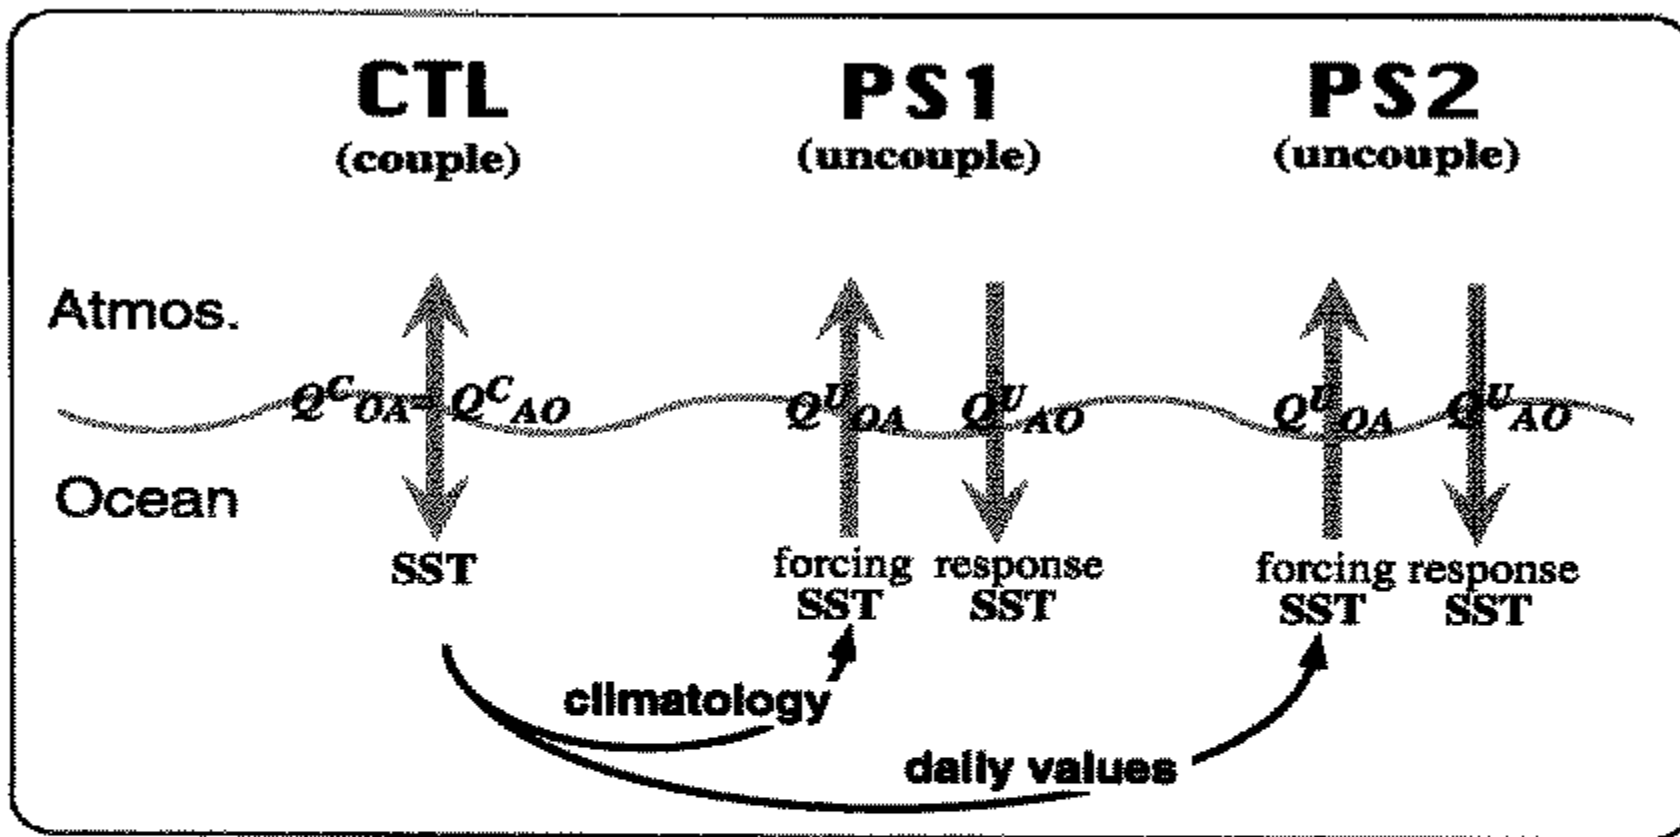 CTL
(couple)
PS1
(uncouple)
PS2
(uncouple)
Atmos.
Q^C_OA = Q^C_AO
Q^U_OA
Q^U_AO
Q^U_OA
Q^U_AO
Ocean
SST
forcing
SST
response
SST
forcing
SST
response
SST
climatology
daily values